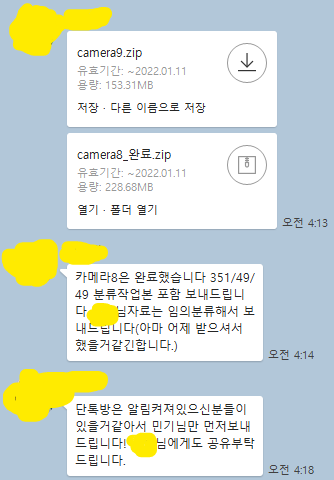 camera9.zip
유효기간: ~2022.01.11
용량: 153.31MB
저장 · 다른 이름으로 저장
camera8_완료.zip
유효기간: ~2022.01.11
용량: 228.68MB
열기 · 폴더 열기
오전 4:13
카메라8은 완료했습니다 351/49/
49 분류작업본 포함 보내드립니
다. 님자료는 임의분류해서 보
내드립니다(아마 어제 받으셔서
했을거같긴합니다.)
오전 4:14
단톡방은 알림켜져있으신분들이
있을거같아서 민기님만 먼저보내
드립니다! 님에게도 공유부탁
드립니다.
오전 4:18